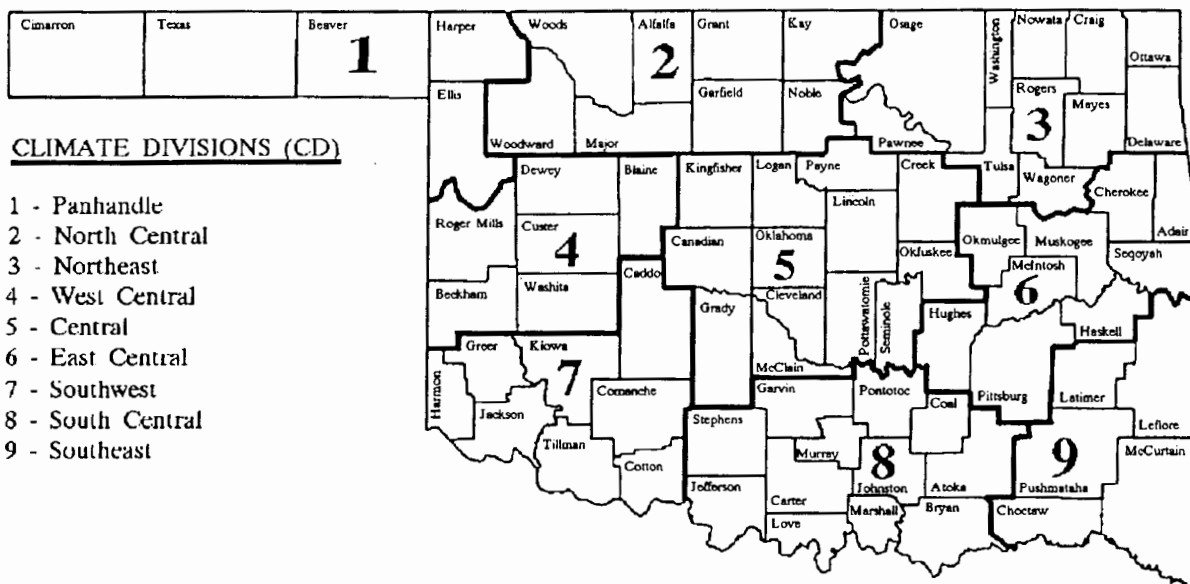 Cimarron
Texas
Beaver
1
Harper
Woods
Alfalfa
2
Grant
Kay
Osage
Washington
Nowata
Craig
Ottawa
Ellis
Garfield
Noble
Rogers
Mayes
3
Woodward
Major
Pawnee
Delaware
CLIMATE DIVISIONS (CD)
1 - Panhandle
2 - North Central
3 - Northeast
4 - West Central
5 - Central
6 - East Central
7 - Southwest
8 - South Central
9 - Southeast
Dewey
Blaine
Kingfisher
Logan
Payne
Creek
Tulsa
Wagoner
Cherokee
Lincoln
Roger Mills
Custer
4
Canadian
Oklahoma
5
Okfuskee
Okmulgee
Muskogee
Adair
Sequoyah
McIntosh
6
Beckham
Washita
Caddo
Grady
Cleveland
Pottawatomie
Seminole
Hughes
Haskell
Greer
Kiowa
7
McClain
Harmon
Jackson
Comanche
Garvin
Pontotoc
Coal
Pittsburg
Latimer
Stephens
Leflore
Tillman
Cotton
Murray
8
9
McCurtain
Jefferson
Carter
Johnston
Atoka
Pushmataha
Love
Marshall
Bryan
Choctaw